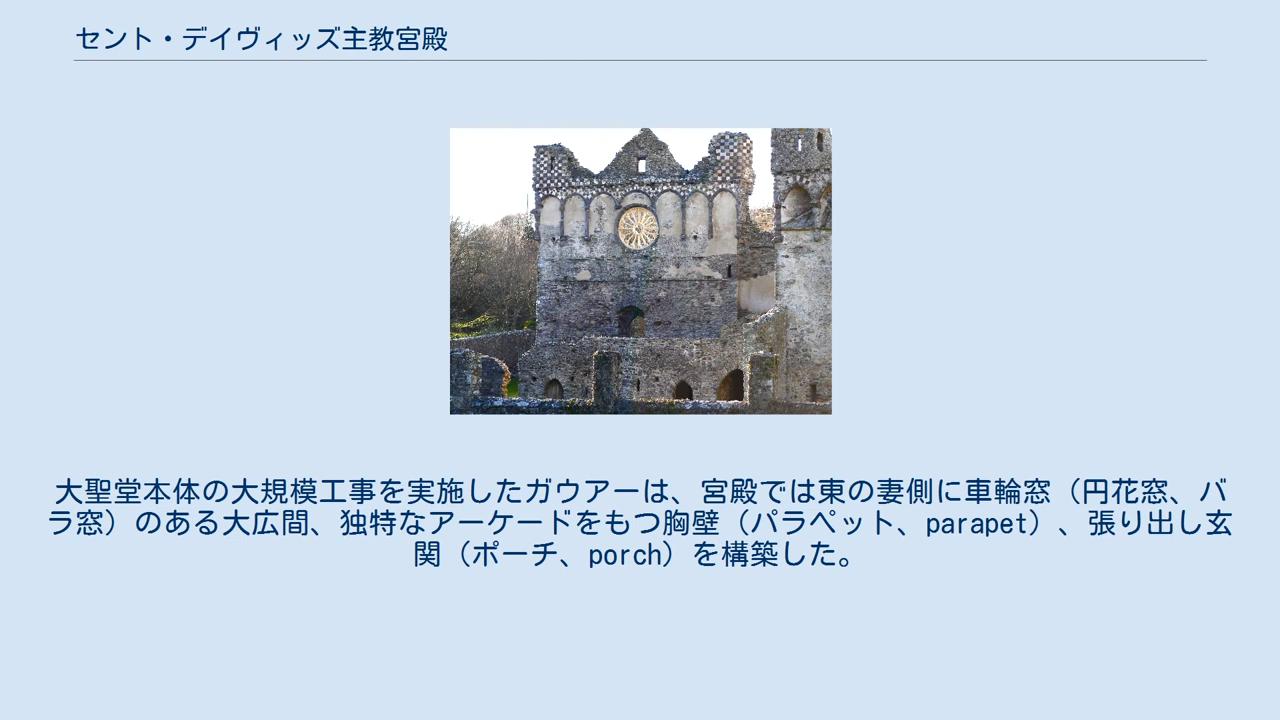 セント・デイヴィッズ主教宮殿
大聖堂本体の大規模工事を実施したガウアーは、宮殿では東の妻側に車輪窓（円花窓、バ
ラ窓）のある大広間、独特なアーケードをもつ胸壁（パラペット、parapet）、張り出し玄
関（ポーチ、porch）を構築した。